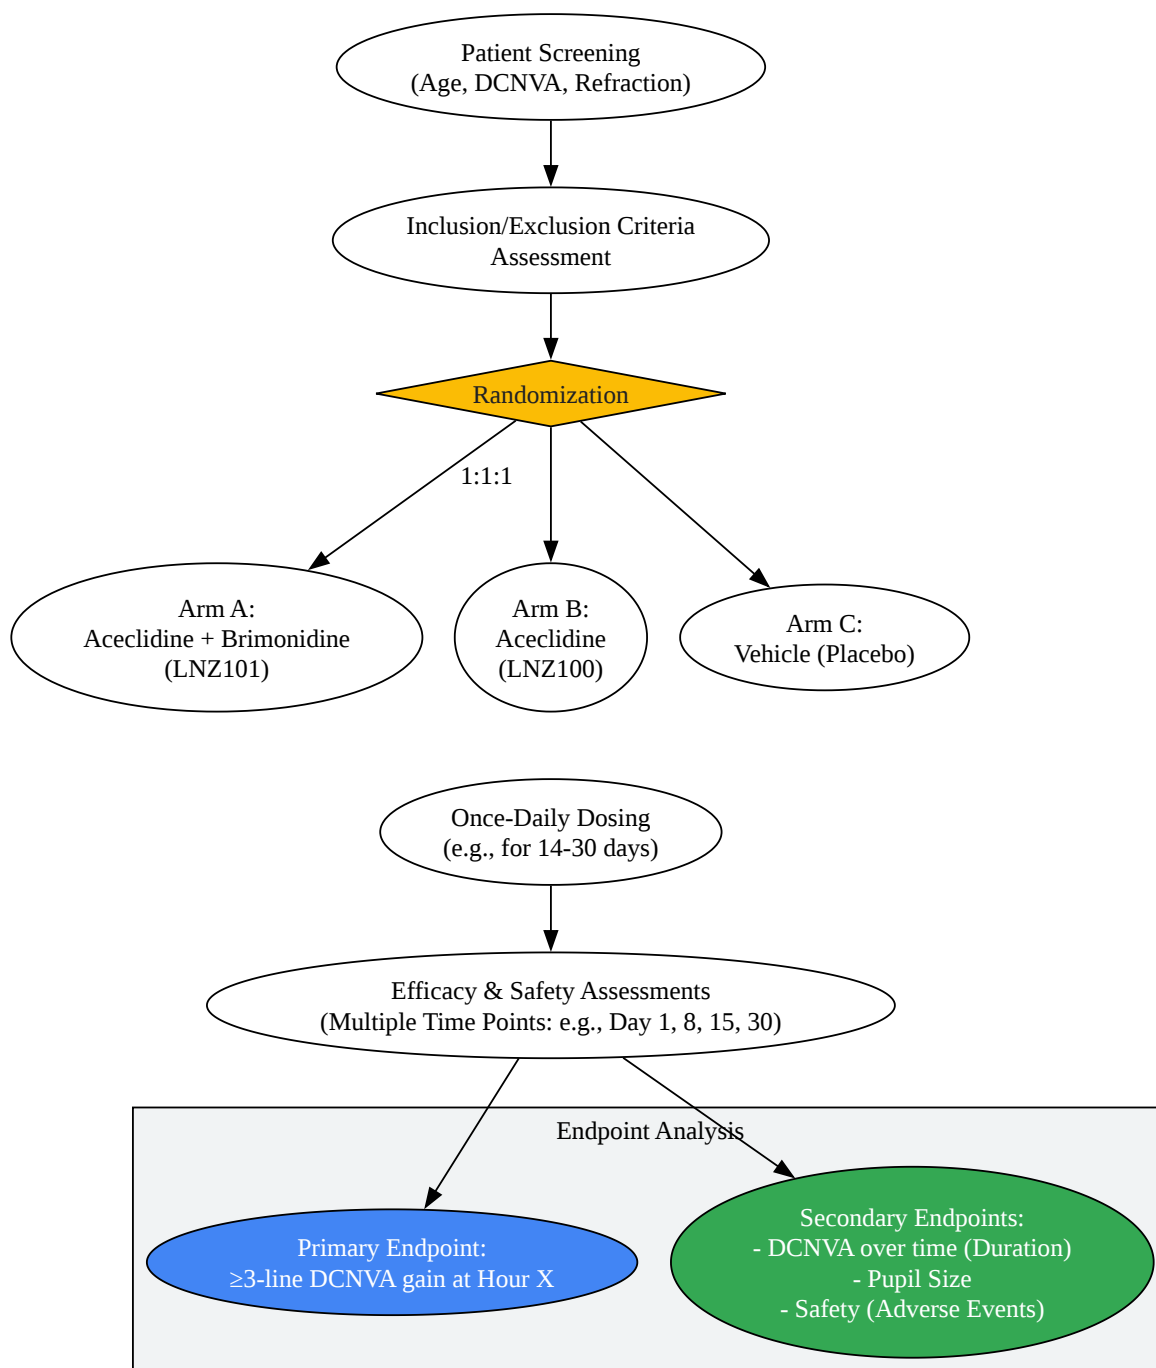 Patient Screening
(Age, DCNVA, Refraction)
Inclusion/Exclusion Criteria
Assessment
Randomization
1:1:1
Arm A:
Aceclidine + Brimonidine
(LNZ101)
Arm B:
Aceclidine
(LNZ100)
Arm C:
Vehicle (Placebo)
Once-Daily Dosing
(e.g., for 14-30 days)
Efficacy & Safety Assessments
(Multiple Time Points: e.g., Day 1, 8, 15, 30)
Endpoint Analysis
Primary Endpoint:
≥3-line DCNVA gain at Hour X
Secondary Endpoints:
- DCNVA over time (Duration)
- Pupil Size
- Safety (Adverse Events)